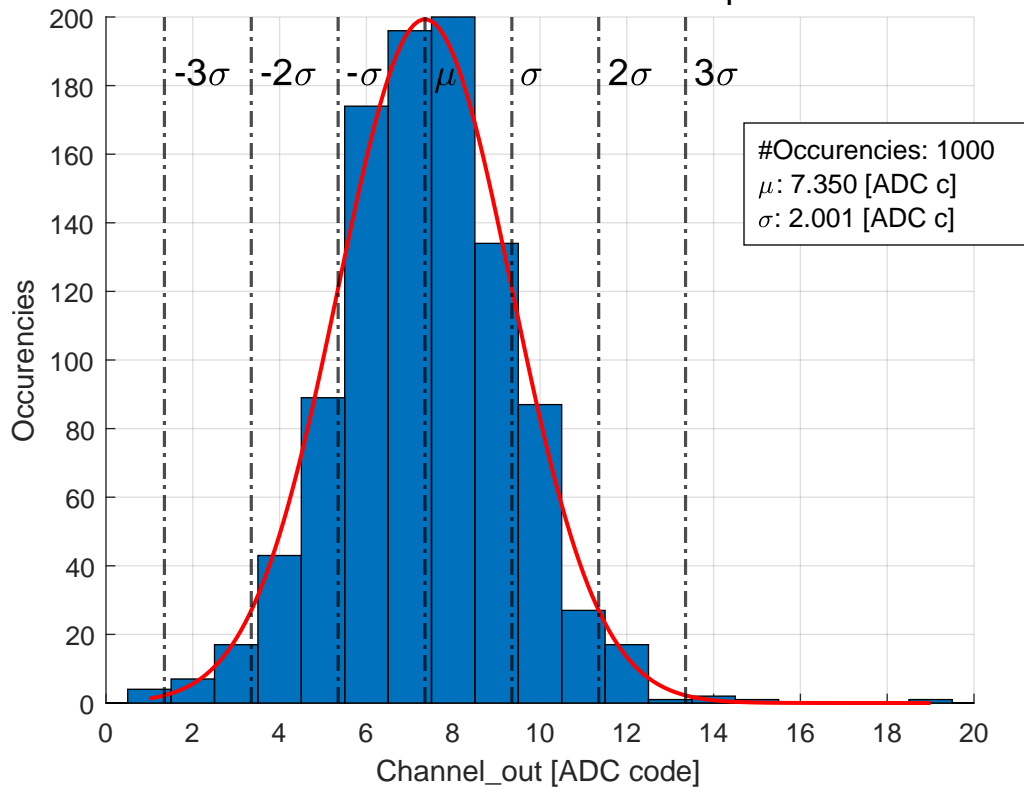 200
180
160
140
120
100
80
60
40
20
0
-3σ -2σ -σ μ σ 2σ 3σ
#Occurencies: 1000
μ: 7.350 [ADC c]
σ: 2.001 [ADC c]
Occurencies
0 2 4 6 8 10 12 14 16 18 20
Channel_out [ADC code]